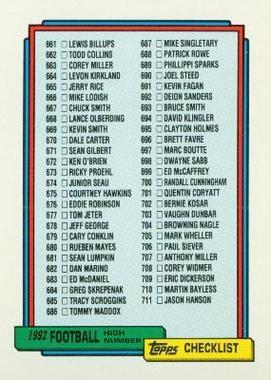 661 LEWIS BILLUPS
662 TODD COLLINS
663 COREY MILLER
664 LEVON KIRKLAND
665 JERRY RICE
666 MIKE LODISH
667 CHUCK SMITH
668 LANCE OLBERDING
669 KEVIN SMITH
670 DALE CARTER
671 SEAN GILBERT
672 KEN O'BRIEN
673 RICKY PROEHL
674 JUNIOR SEAU
675 COURTNEY HAWKINS
676 EDDIE ROBINSON
677 TOM JETER
678 JEFF GEORGE
679 CARY CONKLIN
680 RUEBEN MAYES
681 SEAN LUMPKIN
682 DAN MARINO
683 ED McDANIEL
684 GREG SKREPENAK
685 TRACY SCROGGINS
686 TOMMY MADDOX
687 MIKE SINGLETARY
688 PATRICK ROWE
689 PHILLIPI SPARKS
690 JOEL STEED
691 KEVIN FAGAN
692 DEION SANDERS
693 BRUCE SMITH
694 DAVID KLINGLER
695 CLAYTON HOLMES
696 BRETT FAVRE
697 MARC BOUTTE
698 DWAYNE SABB
699 ED McCAFFREY
700 RANDALL CUNNINGHAM
701 QUENTIN CORYATT
702 BERNIE KOSAR
703 VAUGHN DUNBAR
704 BROWNING NAGLE
705 MARK WHEELER
706 PAUL SIEVER
707 ANTHONY MILLER
708 COREY WIDMER
709 ERIC DICKERSON
710 MARTIN BAYLESS
711 JASON HANSON
1992 FOOTBALL HIGH NUMBER
TOPPS CHECKLIST